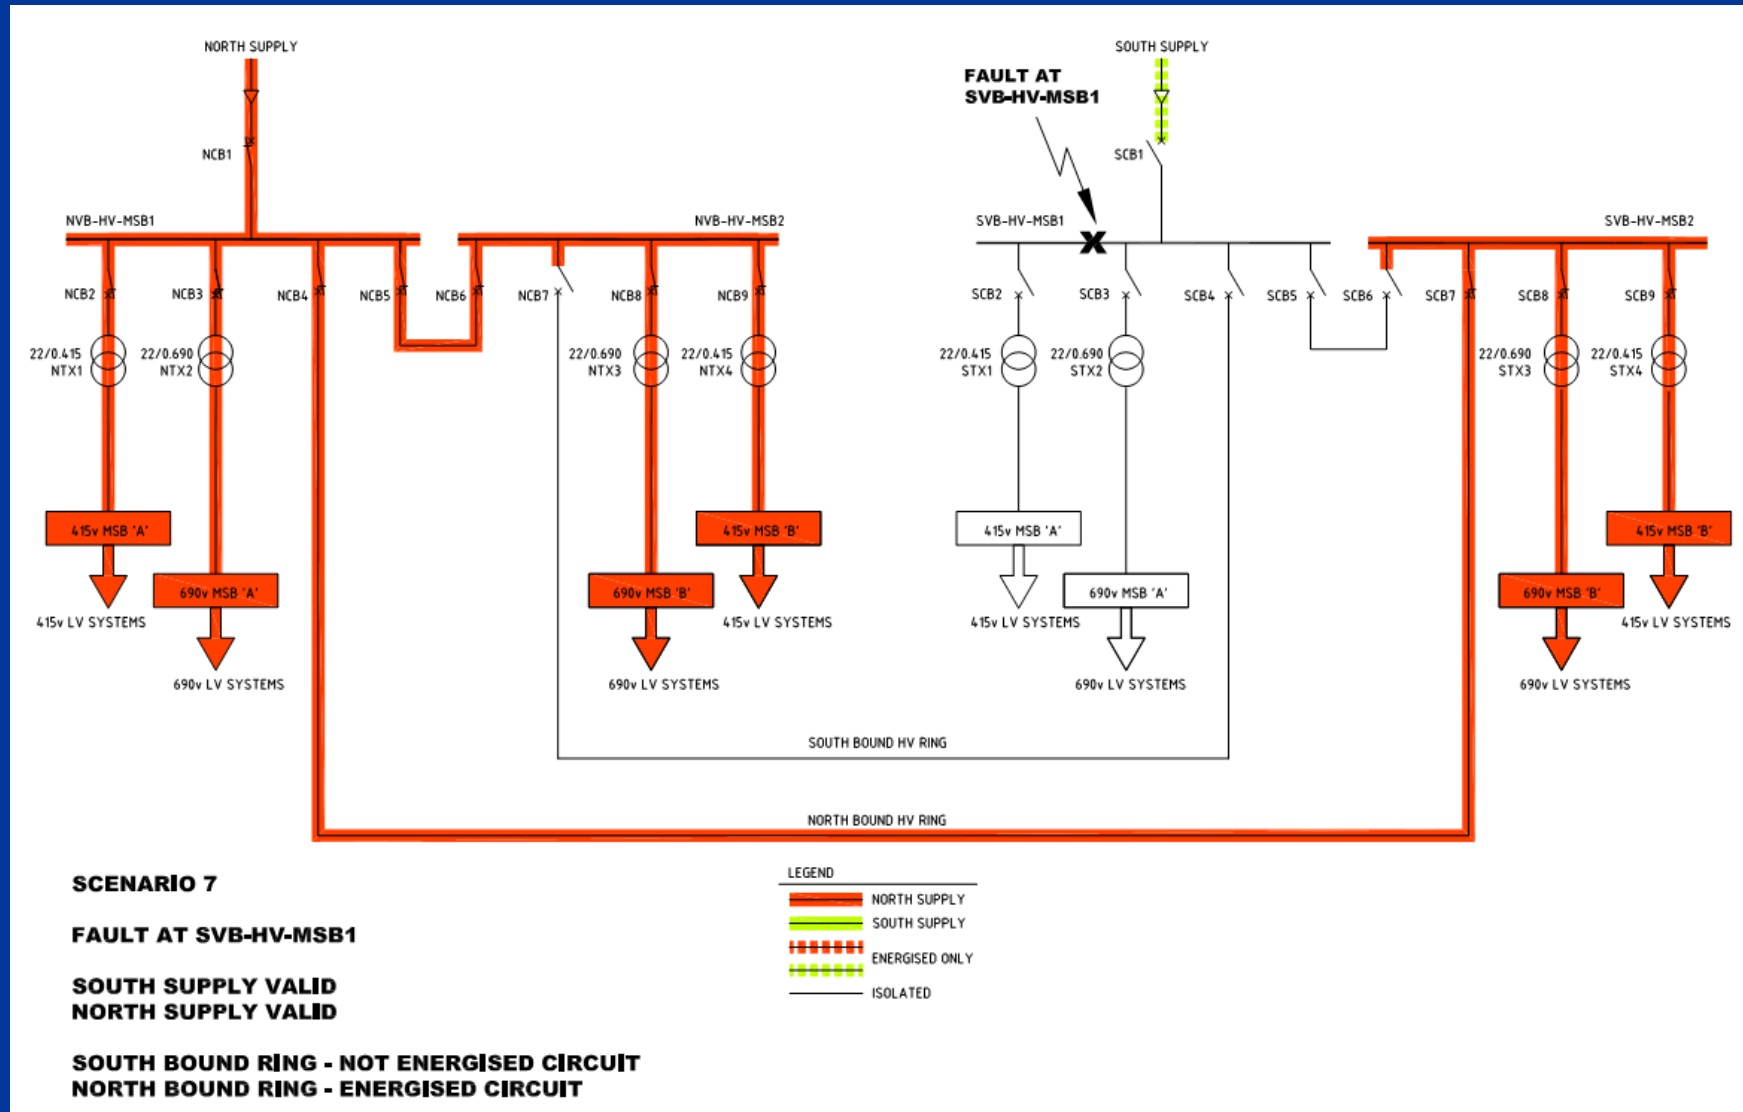 NORTH SUPPLY
SOUTH SUPPLY
FAULT AT
SVB-HV-MSB1
NCB1
SCB1
NVB-HV-MSB1
NVB-HV-MSB2
SVB-HV-MSB1
SVB-HV-MSB2
NCB2
NCB3
NCB4
NCB5
NCB6
NCB7
NCB8
NCB9
SCB2
SCB3
SCB4
SCB5
SCB6
SCB7
SCB8
SCB9
22/0.415
NTX1
22/0.690
NTX2
22/0.690
NTX3
22/0.415
NTX4
22/0.415
STX1
22/0.690
STX2
22/0.690
STX3
22/0.415
STX4
415v MSB 'A'
415v MSB 'B'
415v MSB 'A'
415v MSB 'B'
690v MSB 'A'
690v MSB 'B'
690v MSB 'A'
690v MSB 'B'
415v LV SYSTEMS
415v LV SYSTEMS
415v LV SYSTEMS
415v LV SYSTEMS
690v LV SYSTEMS
690v LV SYSTEMS
690v LV SYSTEMS
690v LV SYSTEMS
SOUTH BOUND HV RING
NORTH BOUND HV RING
SCENARIO 7
FAULT AT SVB-HV-MSB1
SOUTH SUPPLY VALID
NORTH SUPPLY VALID
SOUTH BOUND RING - NOT ENERGISED CIRCUIT
NORTH BOUND RING - ENERGISED CIRCUIT
LEGEND
NORTH SUPPLY
SOUTH SUPPLY
ENERGISED ONLY
ISOLATED